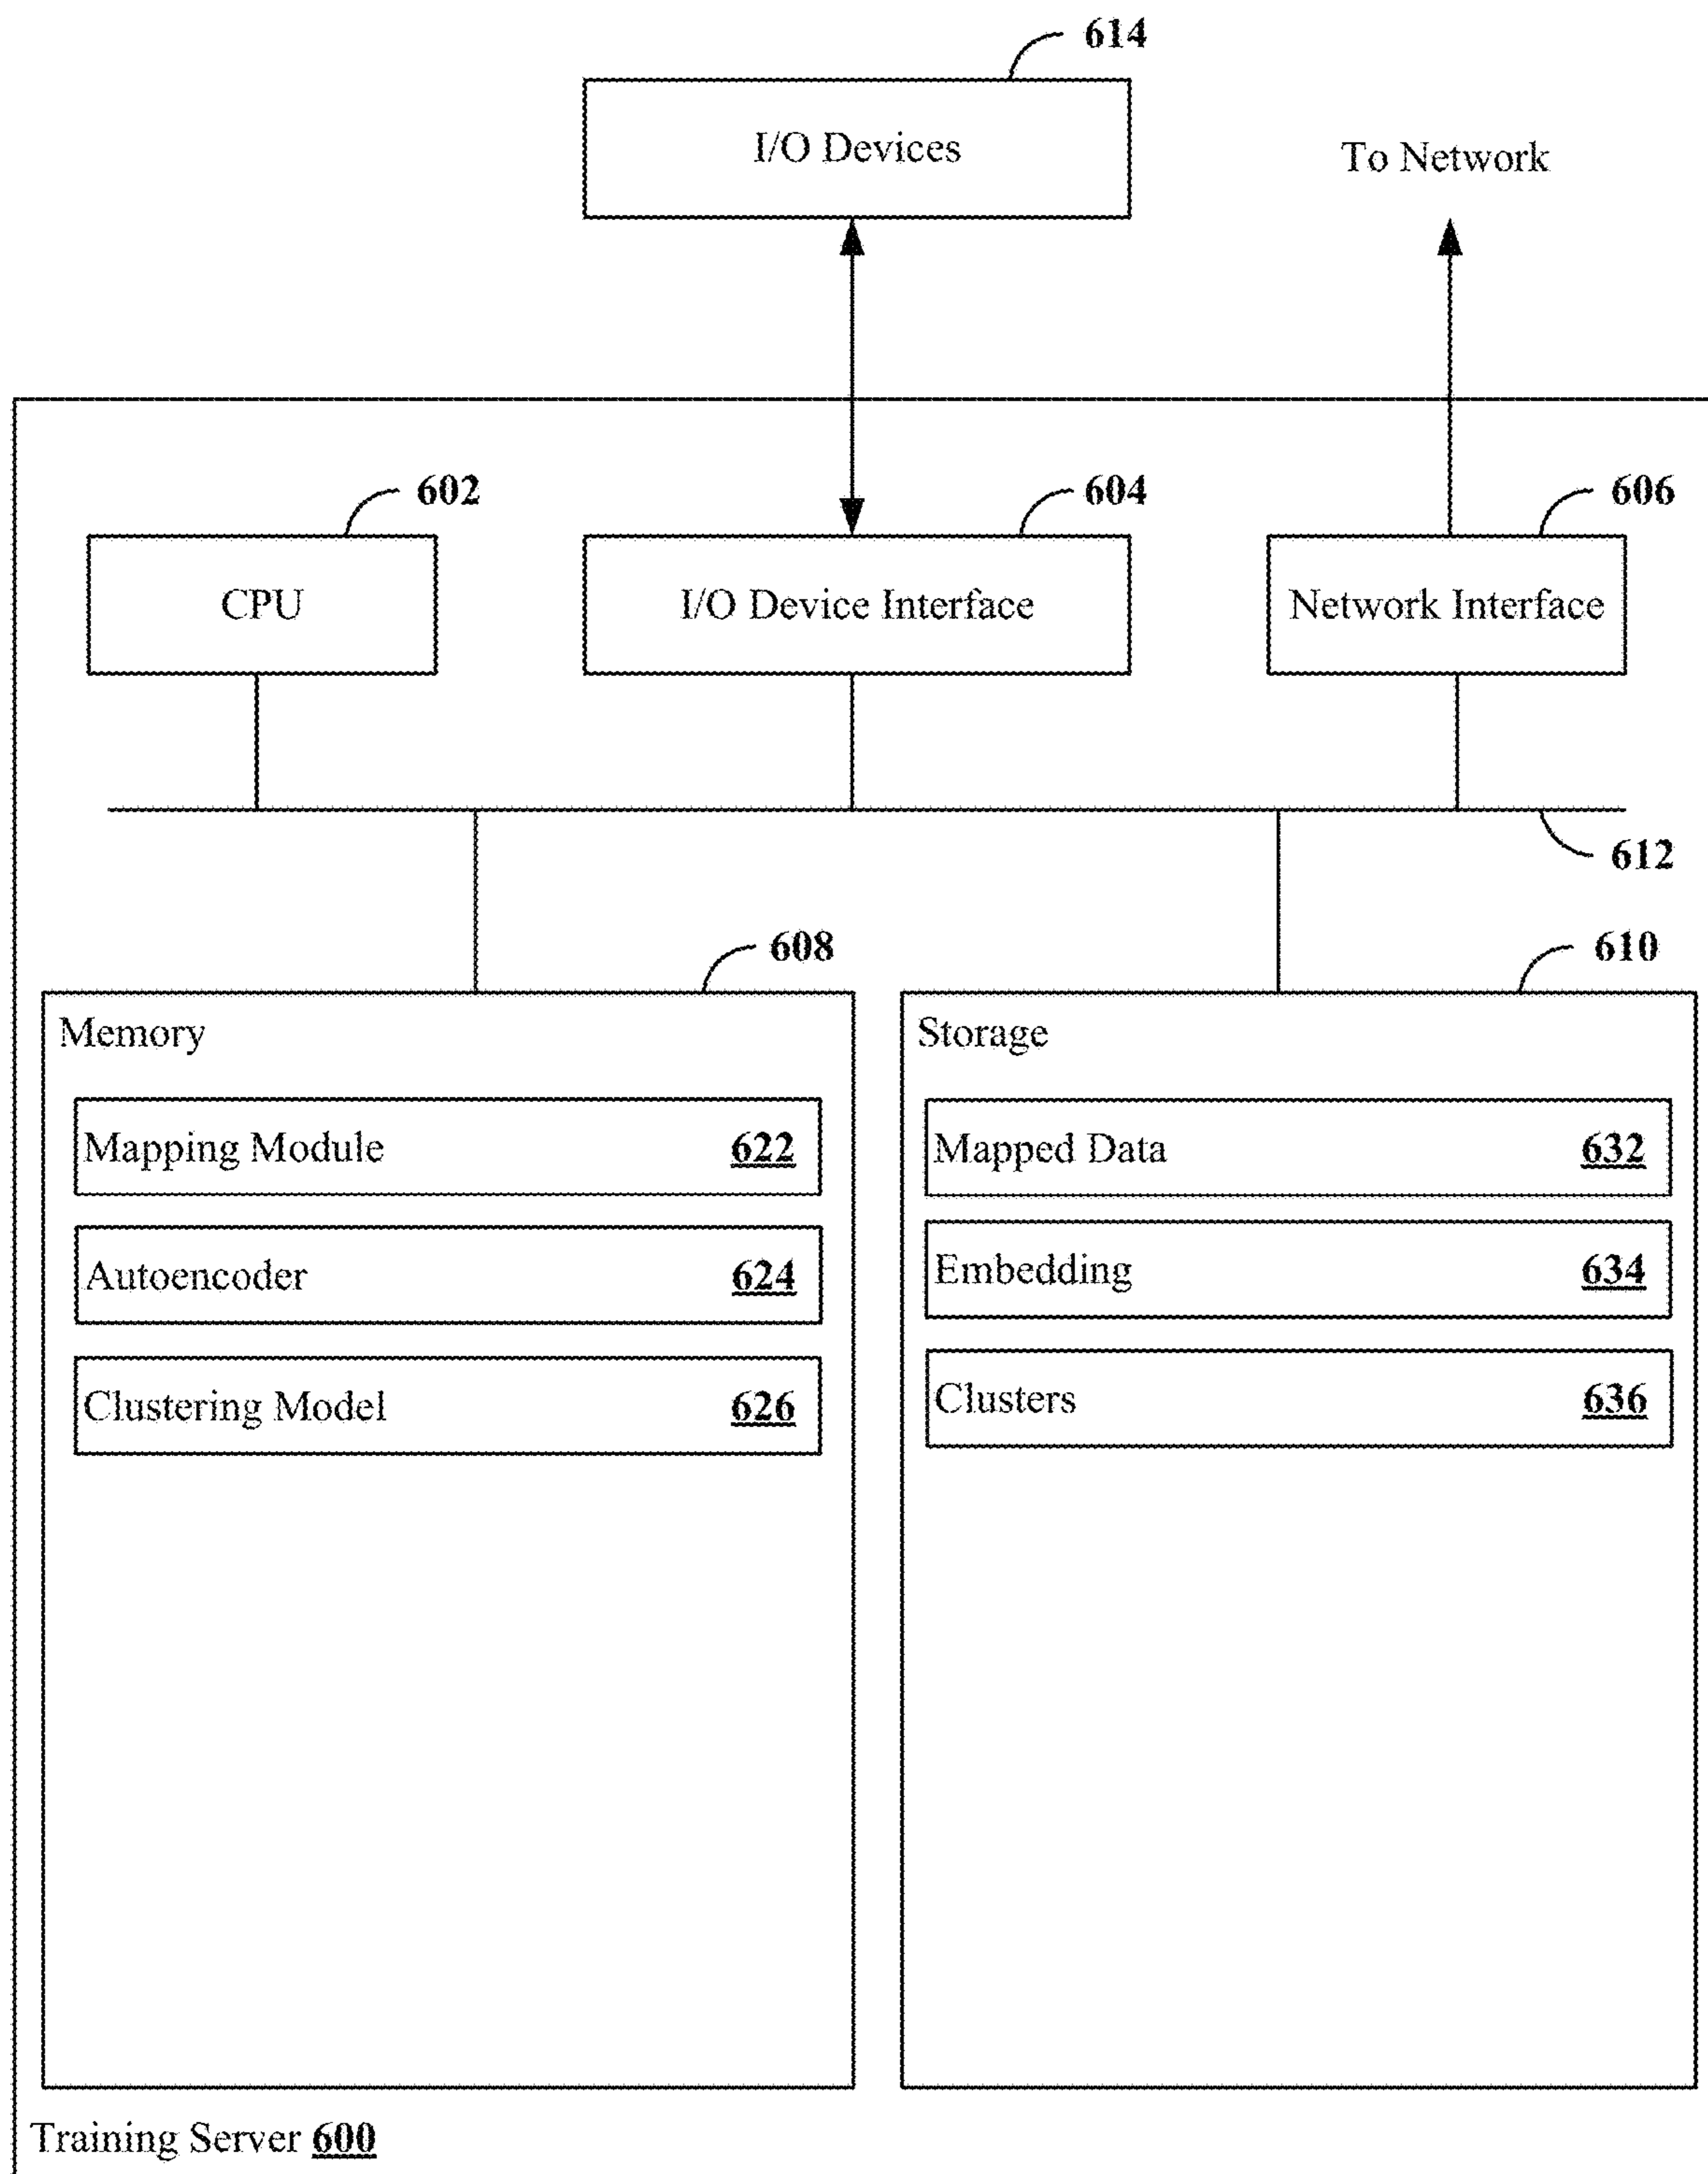 614
I/O Devices
To Network
602
604
606
CPU
I/O Device Interface
Network Interface
612
608
610
Memory
Storage
Mapping Module 622
Mapped Data 632
Autoencoder 624
Embedding 634
Clustering Model 626
Clusters 636
Training Server 600